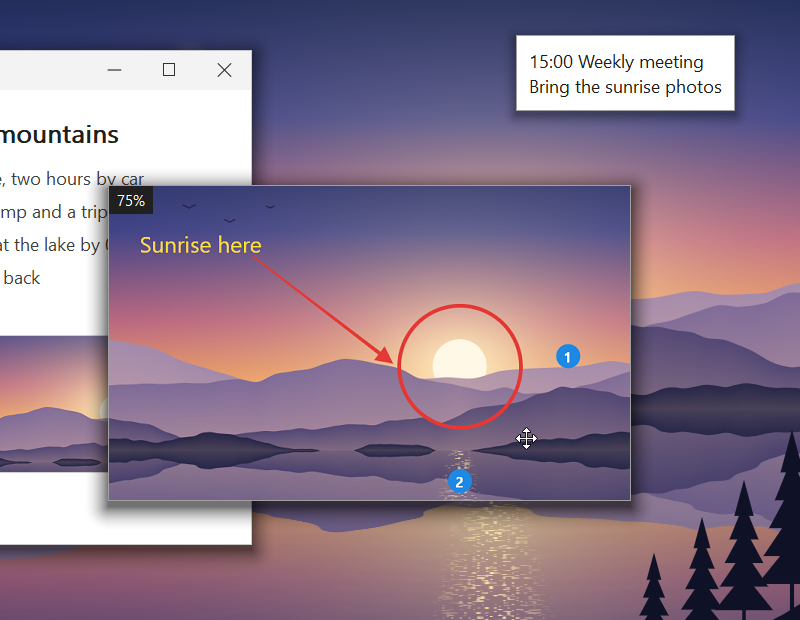 mountains
, two hours by car
mp and a trip
at the lake by
back
75%
Sunrise here
1
2
15:00 Weekly meeting
Bring the sunrise photos